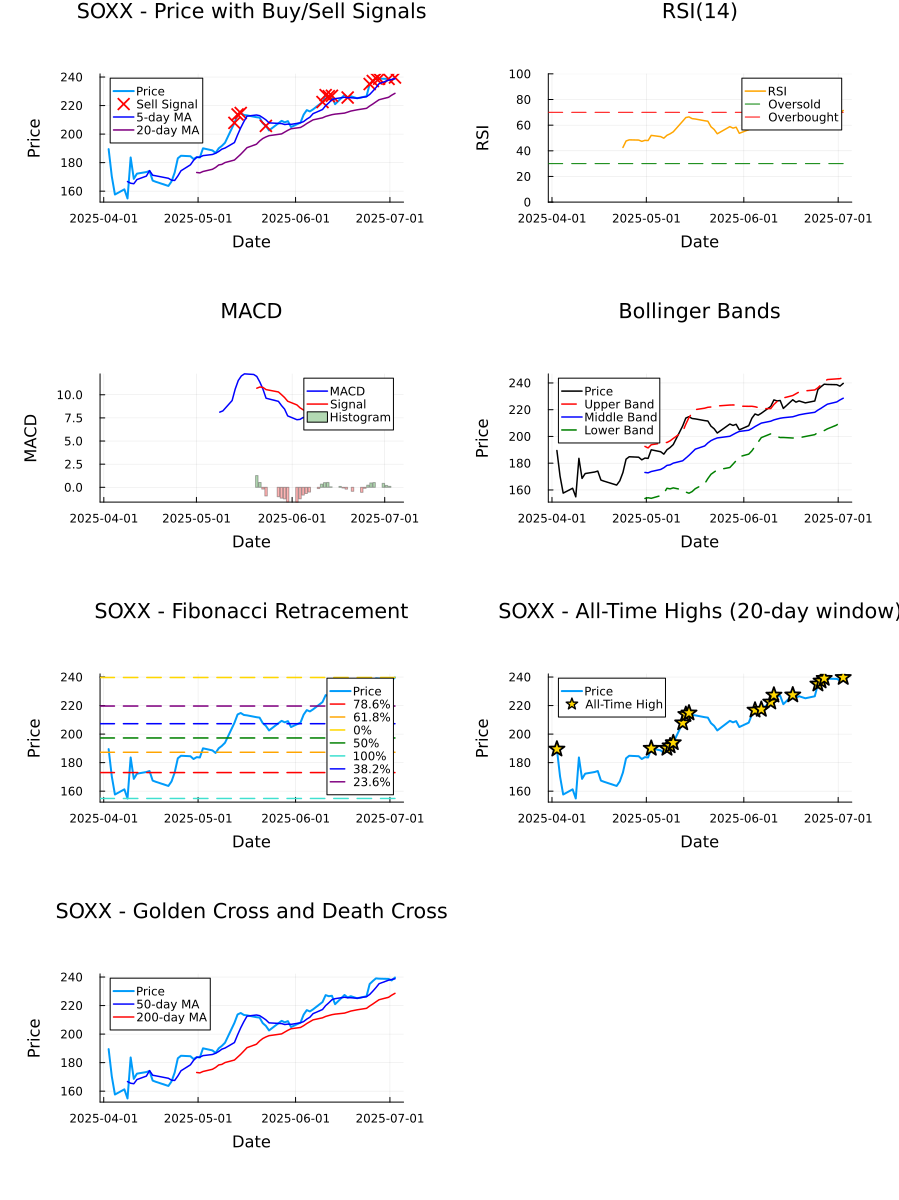 SOXX - Price with Buy/Sell Signals
Price
240
220
200
180
160
Price
Sell Signal
5-day MA
20-day MA
2025-04-01
2025-05-01
2025-06-01
2025-07-01
Date
RSI(14)
RSI
100
80
60
40
20
0
RSI
Oversold
Overbought
2025-04-01
2025-05-01
2025-06-01
2025-07-01
Date
MACD
MACD
10.0
7.5
5.0
2.5
0.0
MACD
Signal
Histogram
2025-04-01
2025-05-01
2025-06-01
2025-07-01
Date
Bollinger Bands
Price
240
220
200
180
160
Price
Upper Band
Middle Band
Lower Band
2025-04-01
2025-05-01
2025-06-01
2025-07-01
Date
SOXX - Fibonacci Retracement
Price
240
220
200
180
160
Price
78.6%
61.8%
0%
50%
100%
38.2%
23.6%
2025-04-01
2025-05-01
2025-06-01
2025-07-01
Date
SOXX - All-Time Highs (20-day window)
Price
240
220
200
180
160
Price
All-Time High
2025-04-01
2025-05-01
2025-06-01
2025-07-01
Date
SOXX - Golden Cross and Death Cross
Price
240
220
200
180
160
Price
50-day MA
200-day MA
2025-04-01
2025-05-01
2025-06-01
2025-07-01
Date